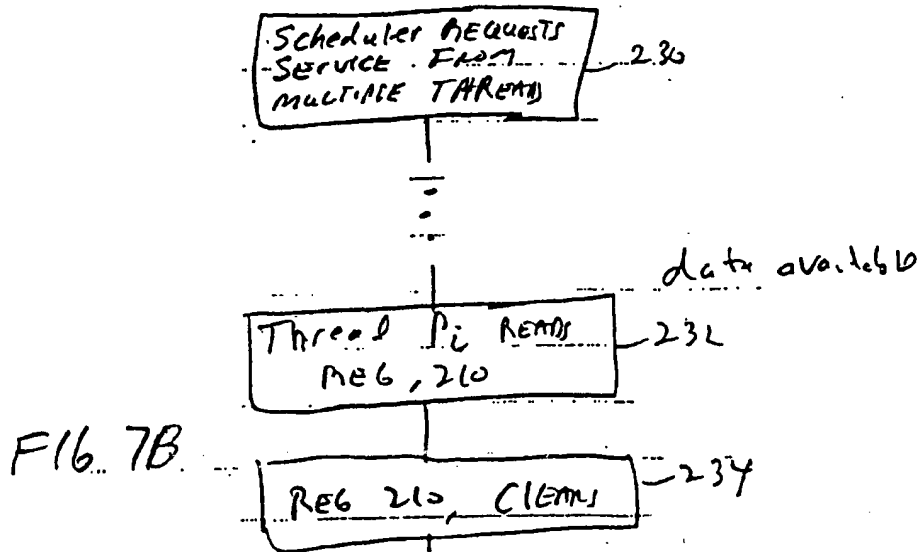 Scheduler REQUESTS
SERVICE FROM
MULTIPLE THREADS
230
data available
Thread Pi READS
REG, 210
232
FIG. 7B
REG 210, CLEARS
234